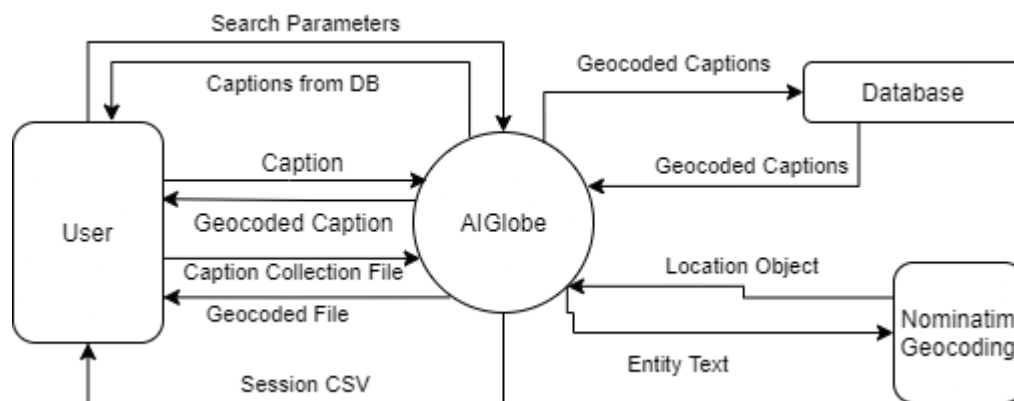 Search Parameters
Captions from DB
Geocoded Captions
Database
Caption
Geocoded Captions
User
Geocoded Caption
AIGlobe
Caption Collection File
Location Object
Geocoded File
Nominatim
Geocoding
Entity Text
Session CSV